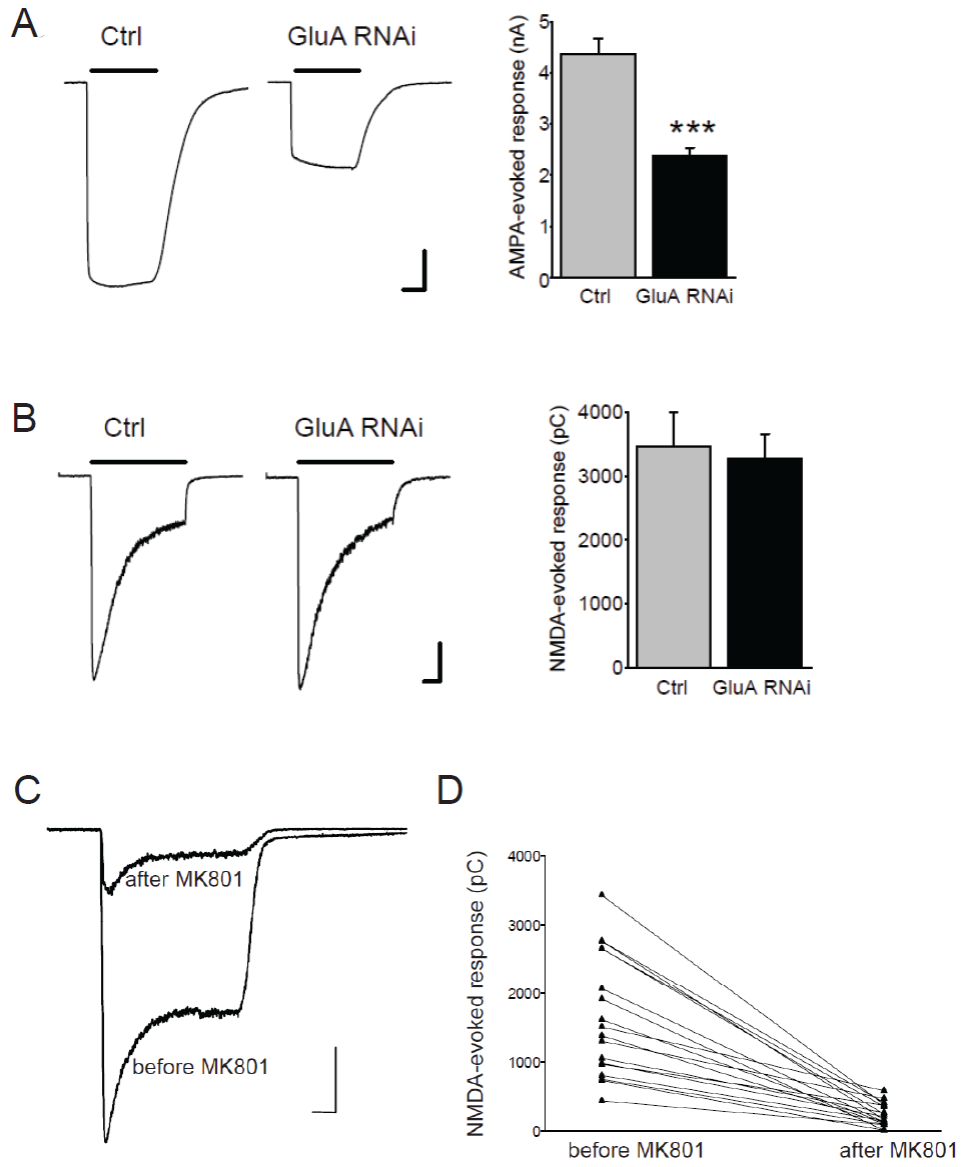 A
Ctrl
GluA RNAi
AMPA-evoked response (nA)
5
4
3
2
1
0
***
Ctrl
GluA RNAi
B
Ctrl
GluA RNAi
NMDA-evoked response (pC)
4000
3000
2000
1000
0
Ctrl
GluA RNAi
C
after MK801
before MK801
D
NMDA-evoked response (pC)
4000
3000
2000
1000
0
before MK801
after MK801